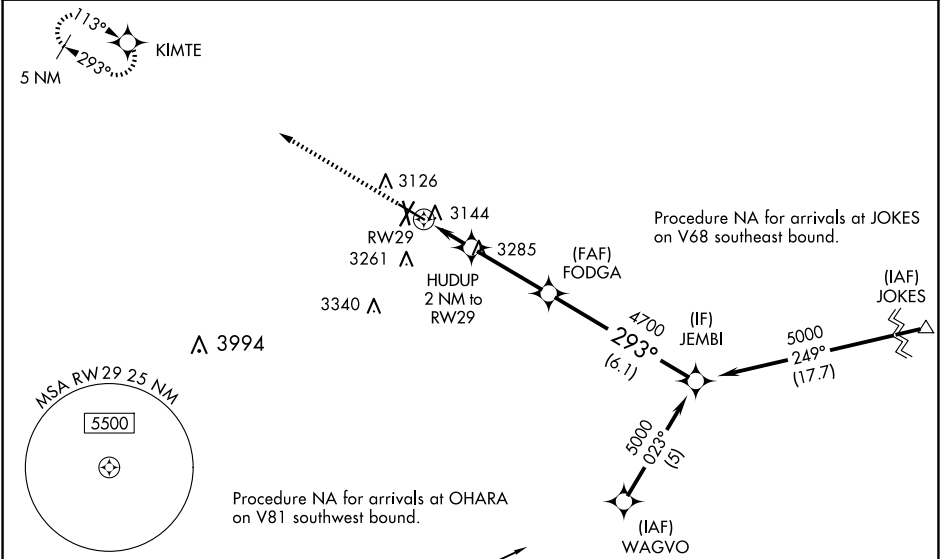 113°
293°
5 NM
KIMTE
3126
3144
RW29
3285
3261
HUDUP
2 NM to
RW29
3340
3994
(FAF)
FODGA
Procedure NA for arrivals at JOKES
on V68 southeast bound.
(IAF)
JOKES
4700
293°
(6.1)
(IF)
JEMBI
5000
249°
(17.7)
MSA RW29 25 NM
5500
5000
023°
(5)
Procedure NA for arrivals at OHARA
on V81 southwest bound.
(IAF)
WAGVO